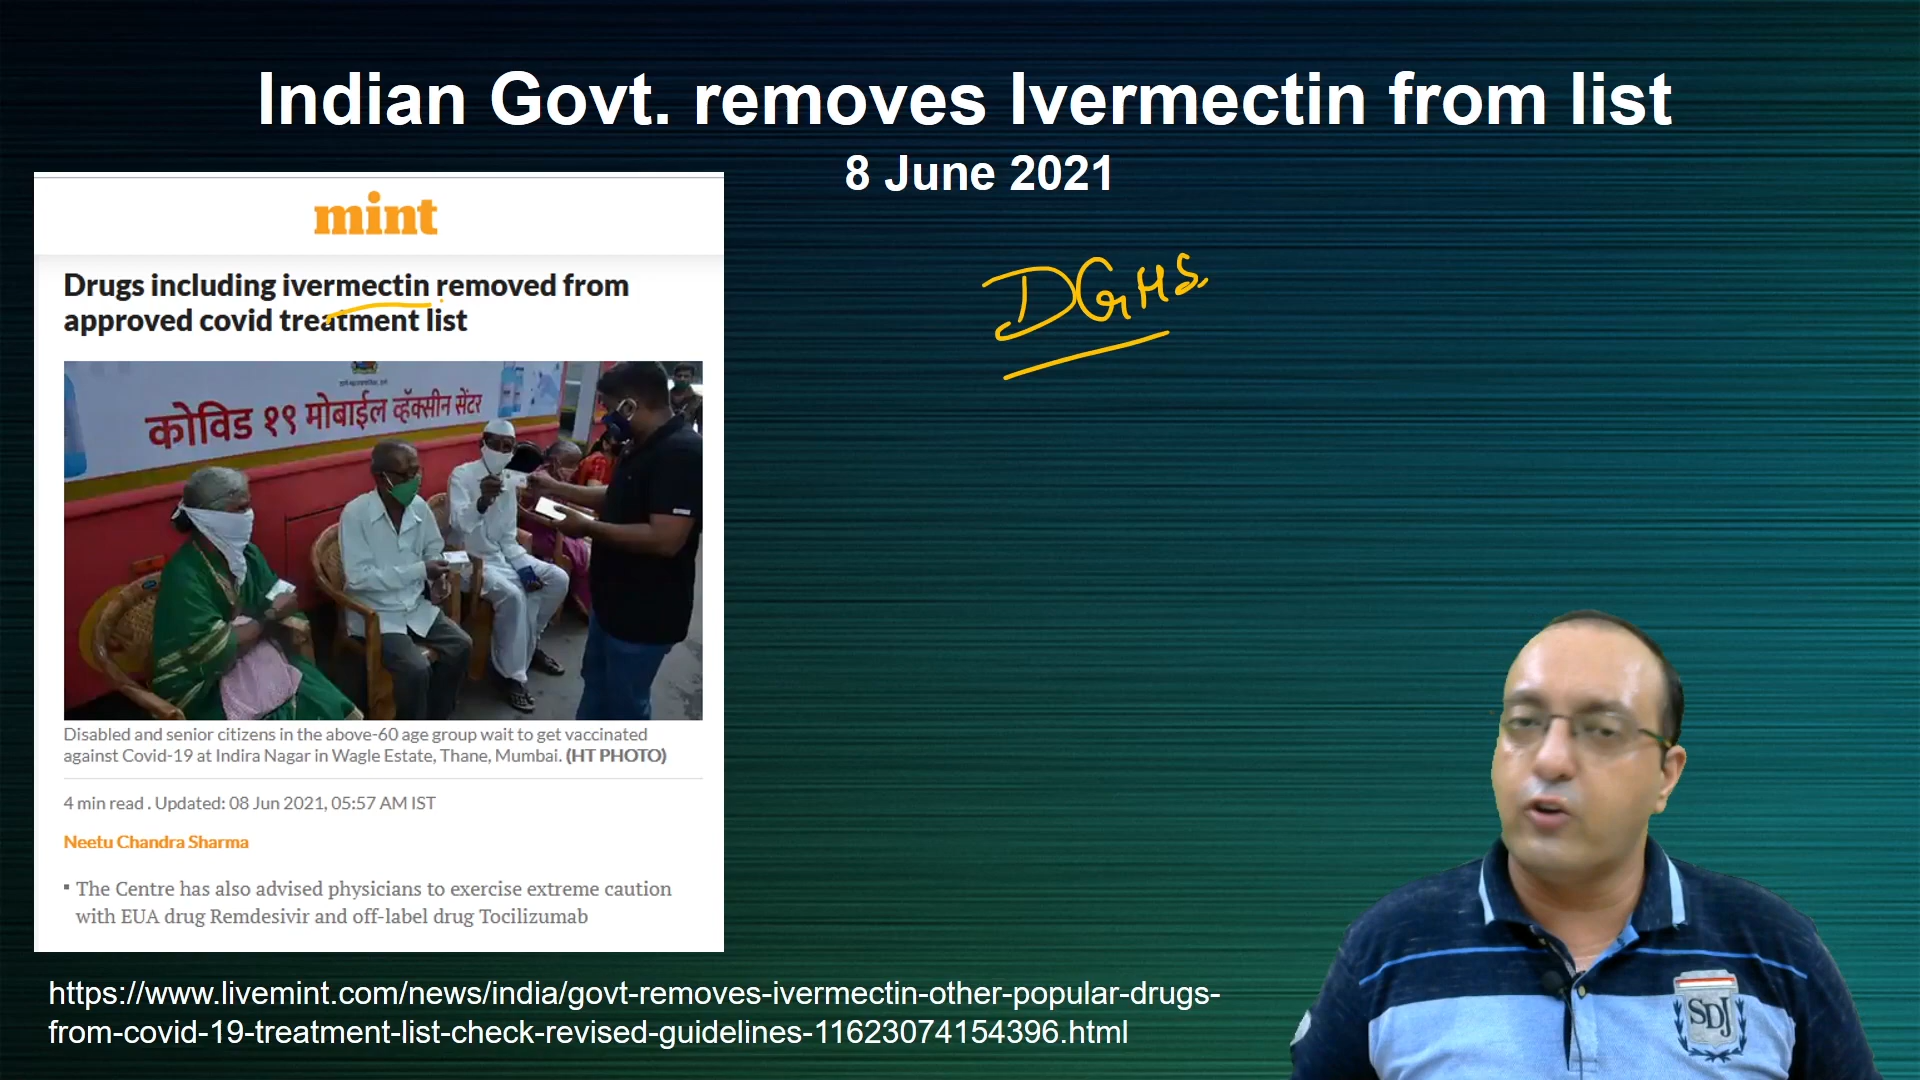 Indian Govt. removes Ivermectin from list
8 June 2021
mint
Drugs including ivermectin removed from
approved covid treatment list
DGHS.
कोविड १९ मोबाईल व्हॅक्सीन सेंटर
Disabled and senior citizens in the above-60 age group wait to get vaccinated
against Covid-19 at Indira Nagar in Wagle Estate, Thane, Mumbai. (HT PHOTO)
4 min read . Updated: 08 Jun 2021, 05:57 AM IST
Neetu Chandra Sharma
▪ The Centre has also advised physicians to exercise extreme caution
with EUA drug Remdesivir and off-label drug Tocilizumab
https://www.livemint.com/news/india/govt-removes-ivermectin-other-popular-drugs-
from-covid-19-treatment-list-check-revised-guidelines-11623074154396.html
SDJ